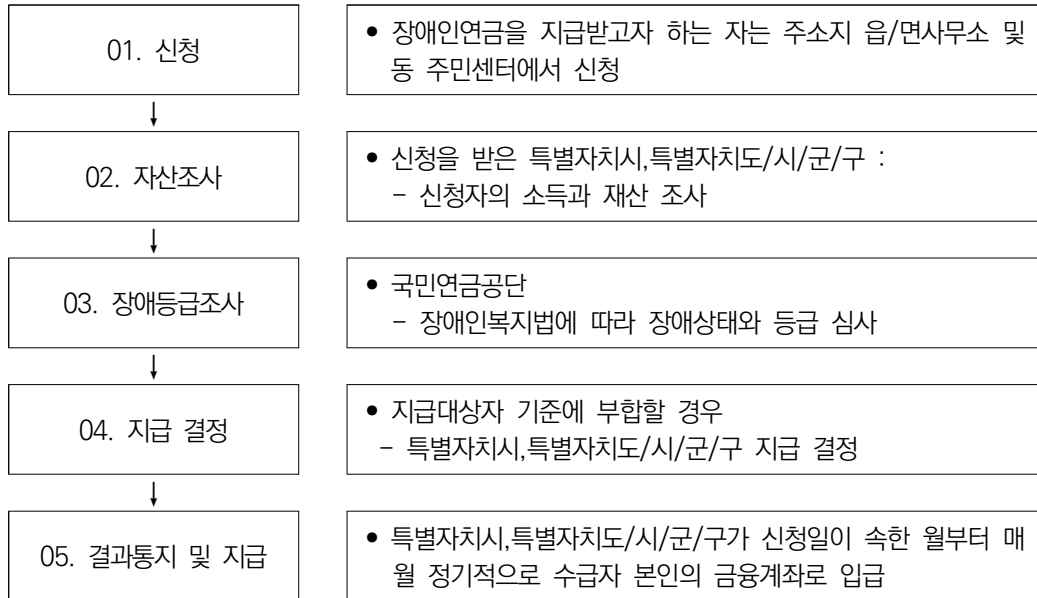 01. 신청
• 장애인연금을 지급받고자 하는 자는 주소지 읍/면사무소 및
동 주민센터에서 신청
02. 자산조사
• 신청을 받은 특별자치시,특별자치도/시/군/구 :
- 신청자의 소득과 재산 조사
03. 장애등급조사
• 국민연금공단
- 장애인복지법에 따라 장애상태와 등급 심사
04. 지급 결정
• 지급대상자 기준에 부합할 경우
- 특별자치시,특별자치도/시/군/구 지급 결정
05. 결과통지 및 지급
• 특별자치시,특별자치도/시/군/구가 신청일이 속한 월부터 매
월 정기적으로 수급자 본인의 금융계좌로 입급